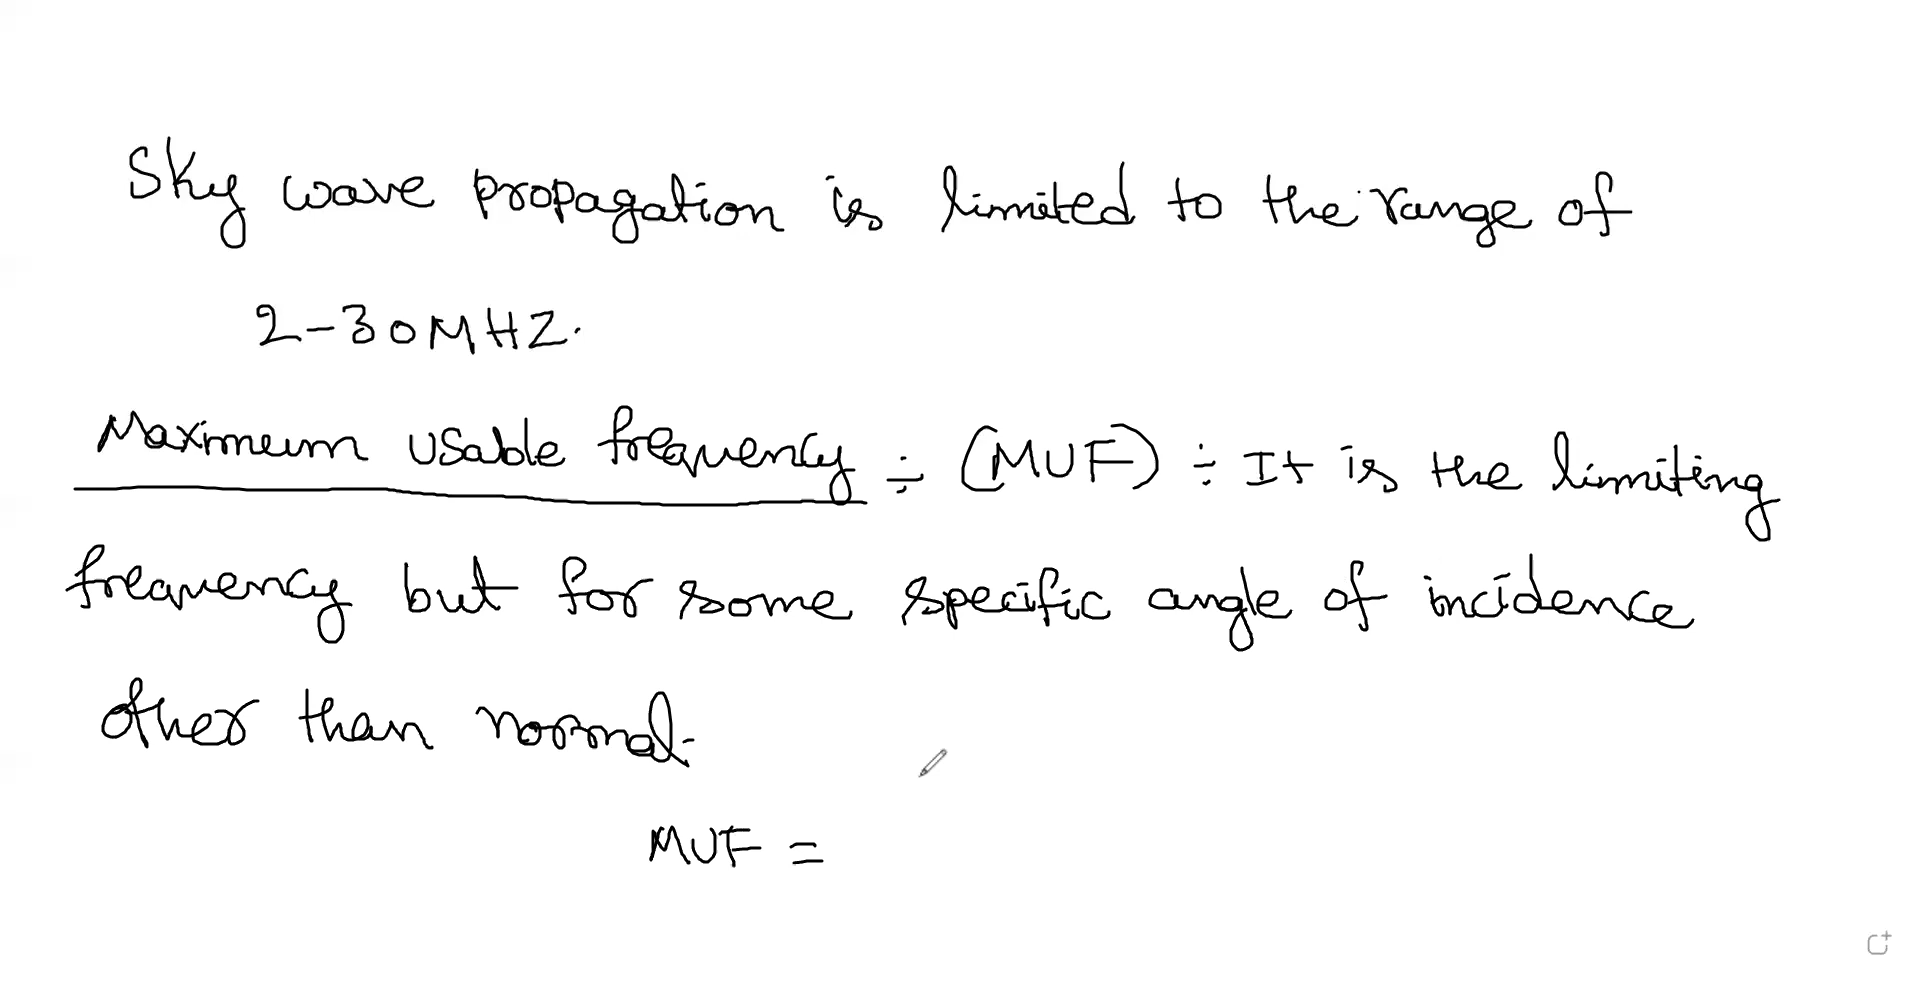 Sky wave propagation is limited to the range of
2-30MHZ.
Maximum usable frequency ÷ (MUF) ÷ It is the limiting
frequency but for some specific angle of incidence
other than normal.
MUF =